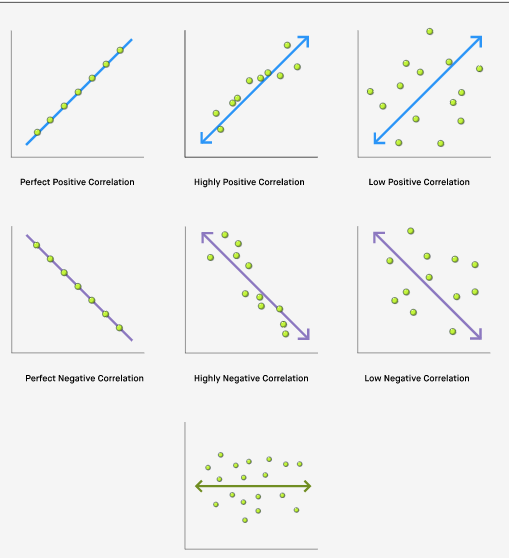 Perfect Positive Correlation
Highly Positive Correlation
Low Positive Correlation
Perfect Negative Correlation
Highly Negative Correlation
Low Negative Correlation